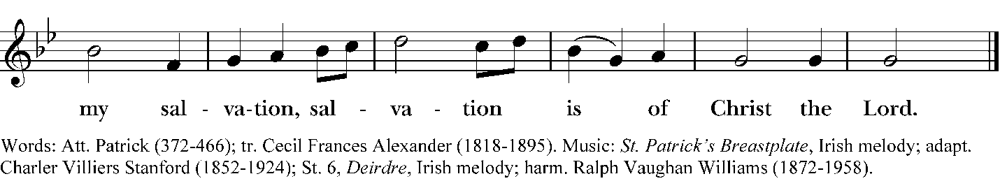 my sal - va-tion, sal - va - tion is of Christ the Lord.
Words: Att. Patrick (372-466); tr. Cecil Frances Alexander (1818-1895). Music: St. Patrick's Breastplate, Irish melody; adapt.
Charler Villiers Stanford (1852-1924); St. 6, Deirdre, Irish melody; harm. Ralph Vaughan Williams (1872-1958).